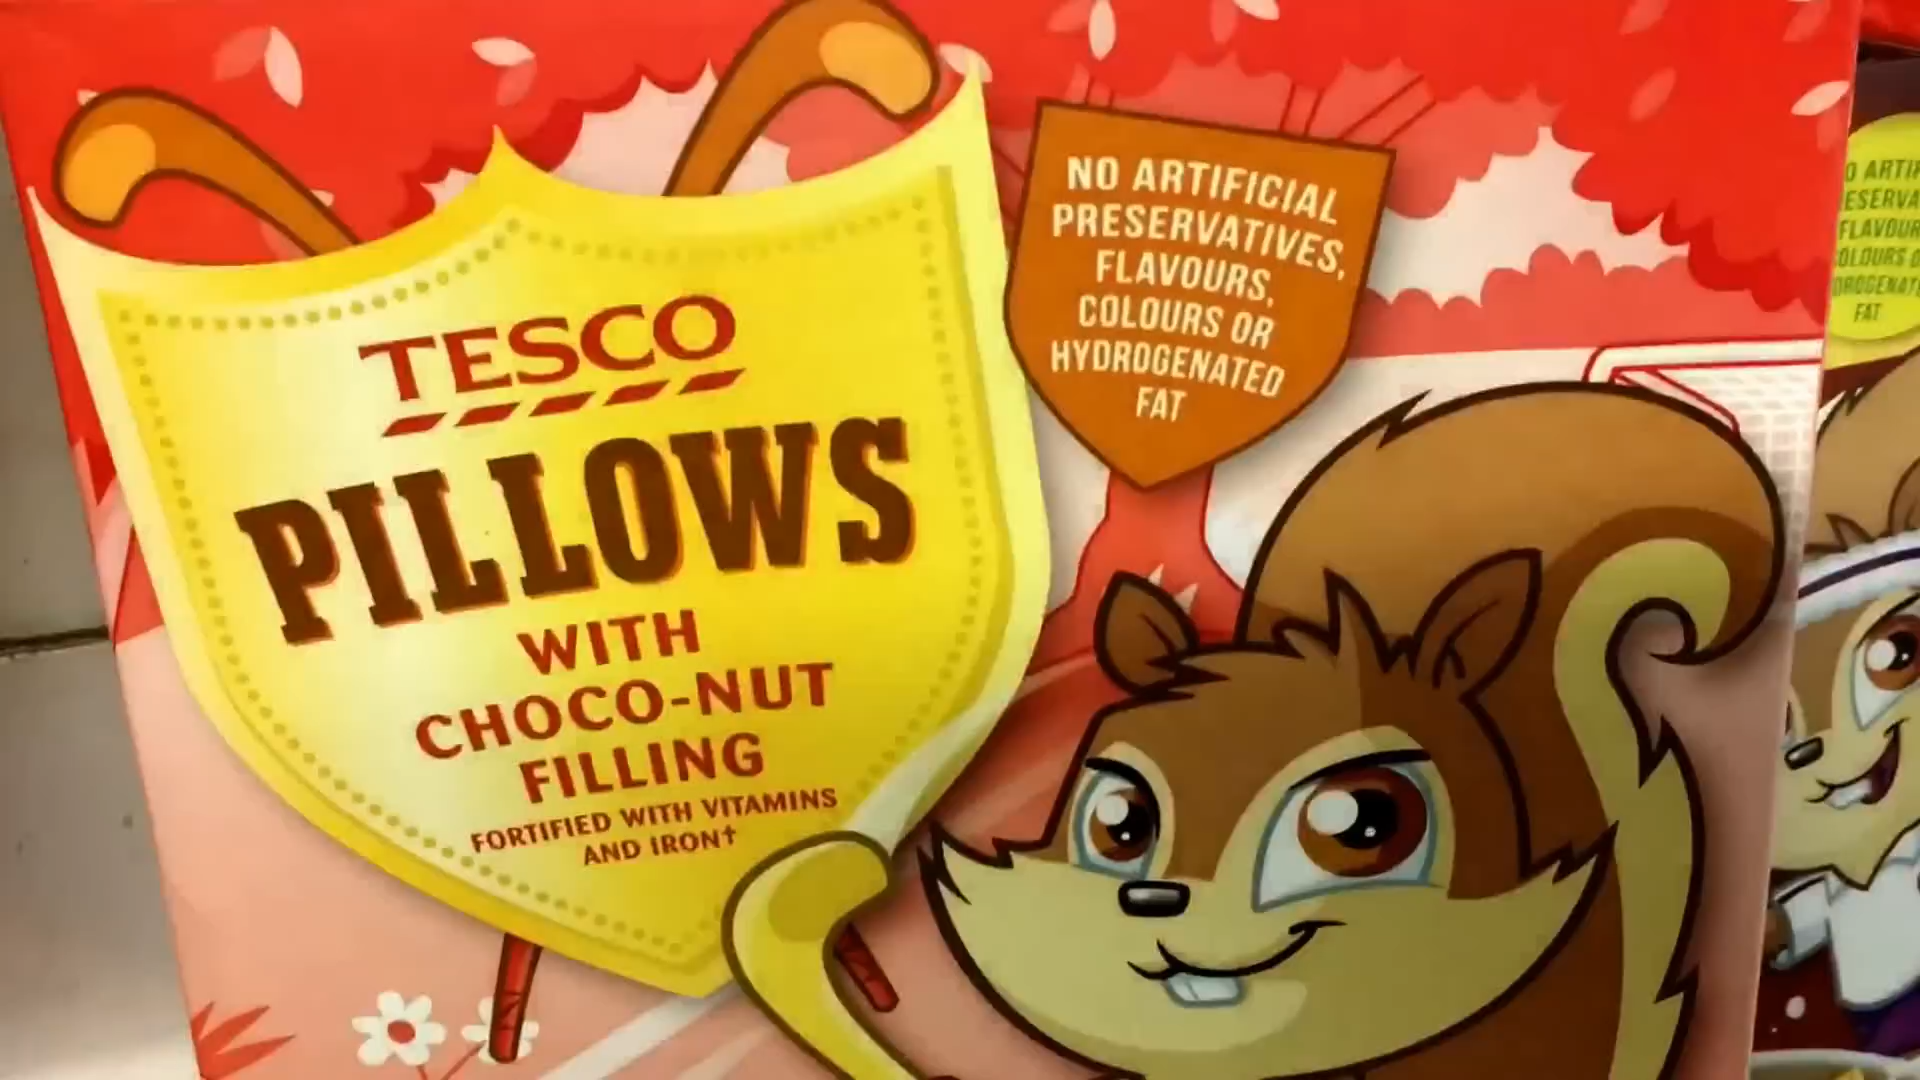 TESCO
PILLOWS
WITH
CHOCO-NUT
FILLING
FORTIFIED WITH VITAMINS
AND IRON†
NO ARTIFICIAL
PRESERVATIVES,
FLAVOURS,
COLOURS OR
HYDROGENATED
FAT
FAT